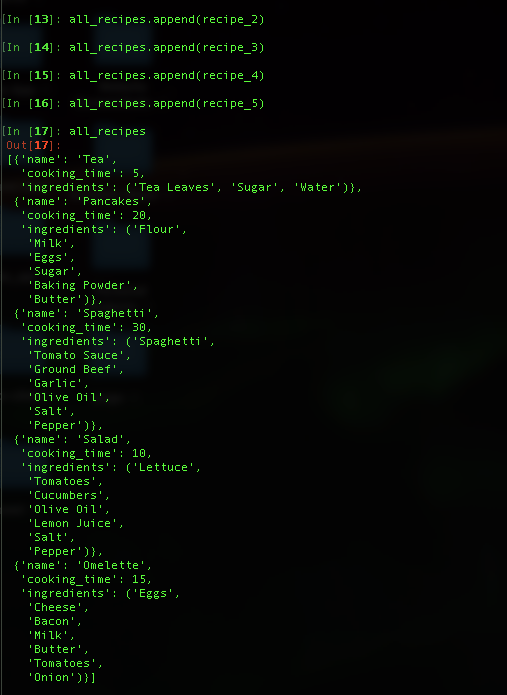 [In [13]: all_recipes.append(recipe_2)
[In [14]: all_recipes.append(recipe_3)
[In [15]: all_recipes.append(recipe_4)
[In [16]: all_recipes.append(recipe_5)
[In [17]: all_recipes
Out[17]:
[{'name': 'Tea',
  'cooking_time': 5,
  'ingredients': ('Tea Leaves', 'Sugar', 'Water')},
 {'name': 'Pancakes',
  'cooking_time': 20,
  'ingredients': ('Flour',
   'Milk',
   'Eggs',
   'Sugar',
   'Baking Powder',
   'Butter')},
 {'name': 'Spaghetti',
  'cooking_time': 30,
  'ingredients': ('Spaghetti',
   'Tomato Sauce',
   'Ground Beef',
   'Garlic',
   'Olive Oil',
   'Salt',
   'Pepper')},
 {'name': 'Salad',
  'cooking_time': 10,
  'ingredients': ('Lettuce',
   'Tomatoes',
   'Cucumbers',
   'Olive Oil',
   'Lemon Juice',
   'Salt',
   'Pepper')},
 {'name': 'Omelette',
  'cooking_time': 15,
  'ingredients': ('Eggs',
   'Cheese',
   'Bacon',
   'Milk',
   'Butter',
   'Tomatoes',
   'Onion')}]